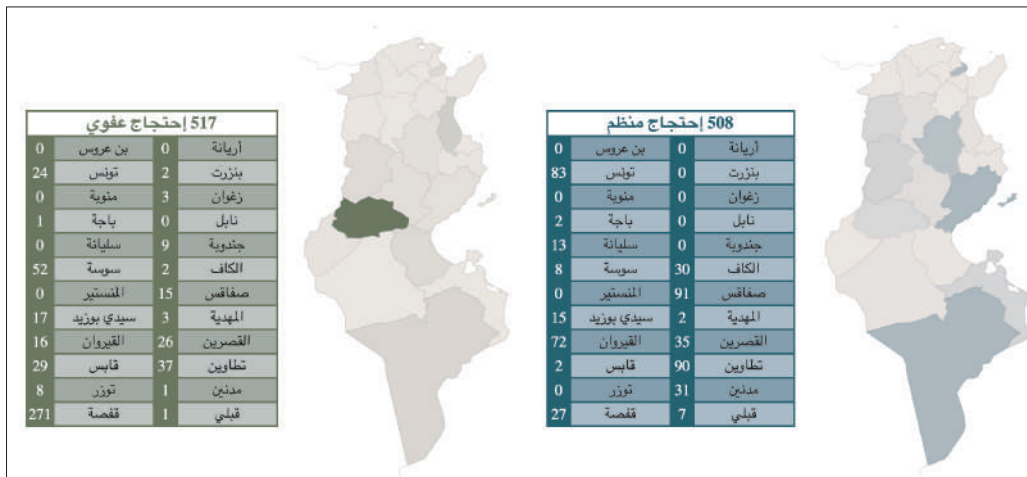 508 إحتجاج منظم
أريانة 0 بن عروس 0
بنزرت 0 تونس 83
زغوان 0 منوبة 0
نابل 0 باجة 2
جندوبة 0 سليانة 13
الكاف 30 سوسة 8
صفاقس 91 المنستير 0
المهدية 2 سيدي بوزيد 15
القصرين 35 القيروان 72
تطاوين 90 قابس 2
مدنين 31 توزر 0
قبلي 7 قفصة 27
517 إحتجاج عفوي
أريانة 0 بن عروس 0
بنزرت 2 تونس 24
زغوان 3 منوبة 0
نابل 0 باجة 1
جندوبة 9 سليانة 0
الكاف 2 سوسة 52
صفاقس 15 المنستير 0
المهدية 3 سيدي بوزيد 17
القصرين 26 القيروان 16
تطاوين 37 قابس 29
مدنين 1 توزر 8
قبلي 1 قفصة 271